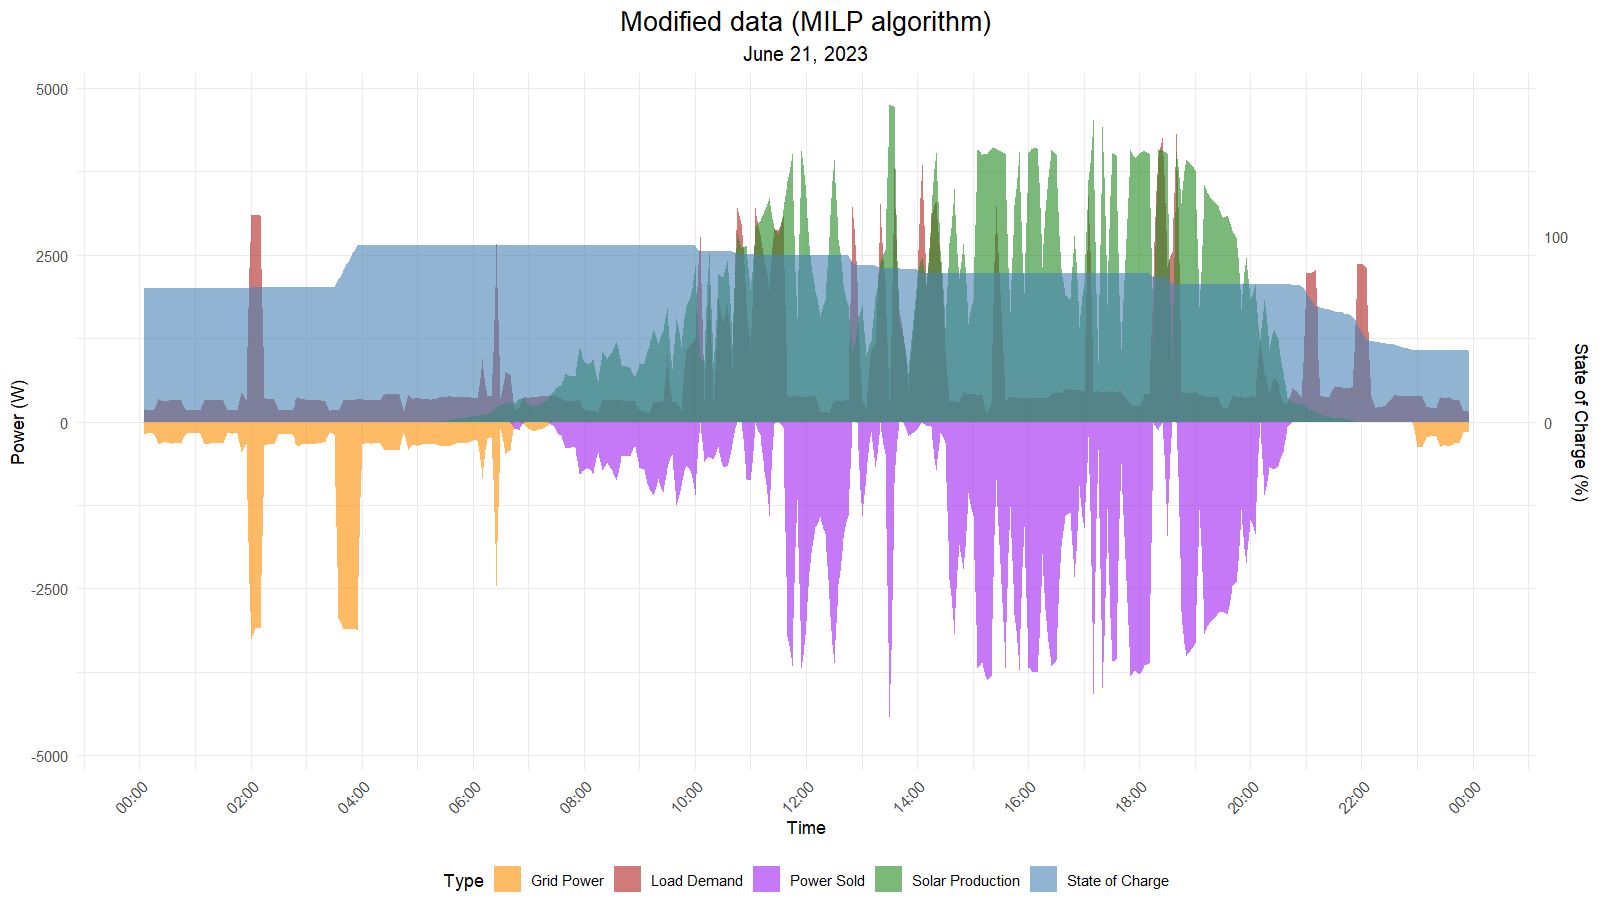 Modified data (MILP algorithm)
June 21, 2023
5000
2500
0
-2500
-5000
Power (W)
100
0
State of Charge (%)
00:00 02:00 04:00 06:00 08:00 10:00 12:00 14:00 16:00 18:00 20:00 22:00 00:00
Time
Type Grid Power Load Demand Power Sold Solar Production State of Charge